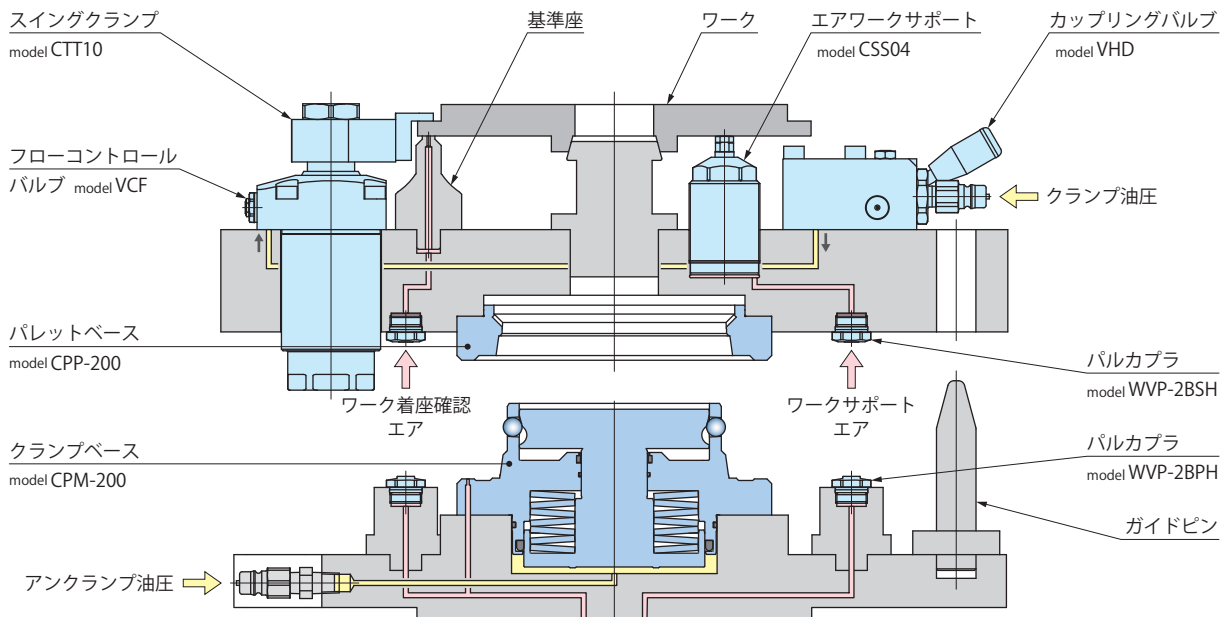 スイングクランプ
model CTT10
基準座
ワーク
エアワークサポート
model CSS04
カップリングバルブ
model VHD
フローコントロール
バルブ model VCF
クランプ油圧
パレットベース
model CPP-200
ワーク着座確認
エア
ワークサポート
エア
パルカプラ
model WVP-2BSH
クランプベース
model CPM-200
パルカプラ
model WVP-2BPH
ガイドピン
アンクランプ油圧